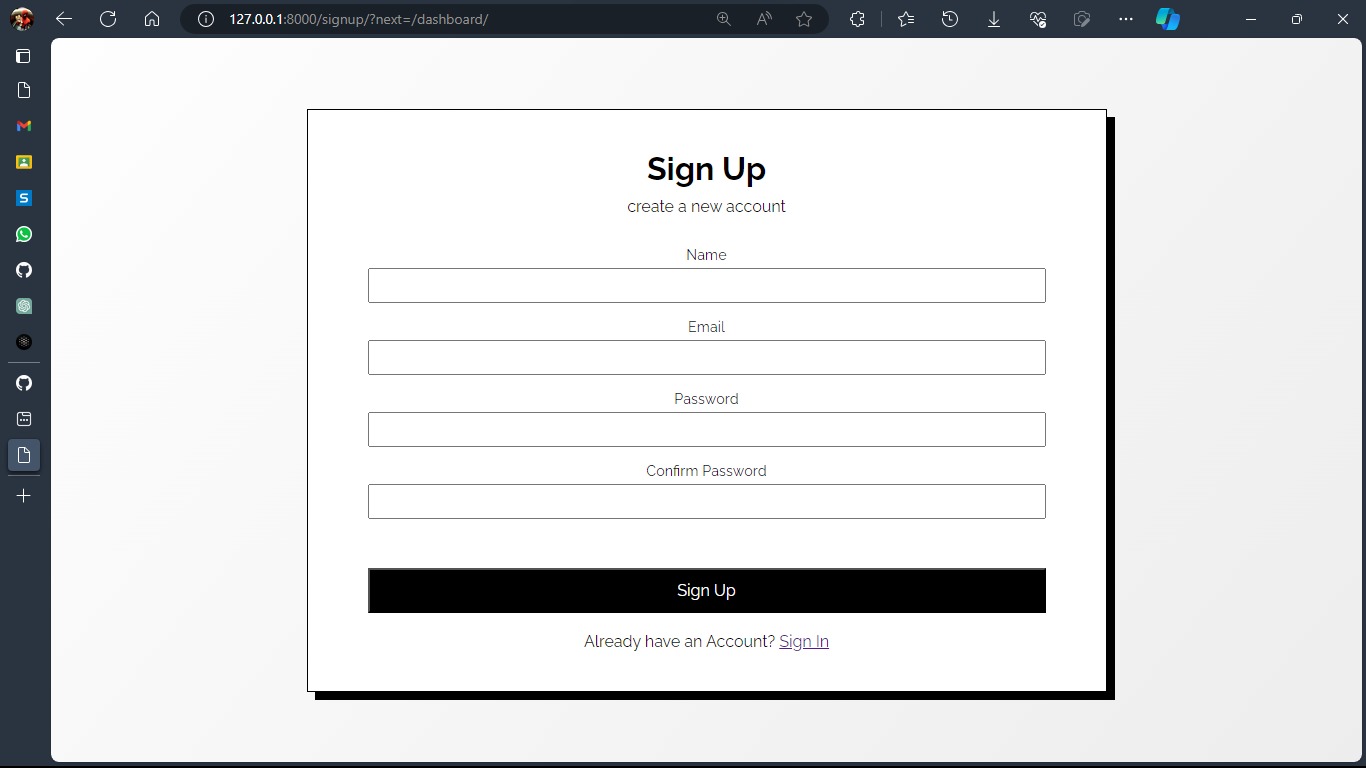 127.0.0.1:8000/signup/?next=/dashboard/
Sign Up
create a new account
Name
Email
Password
Confirm Password
Sign Up
Already have an Account? Sign In